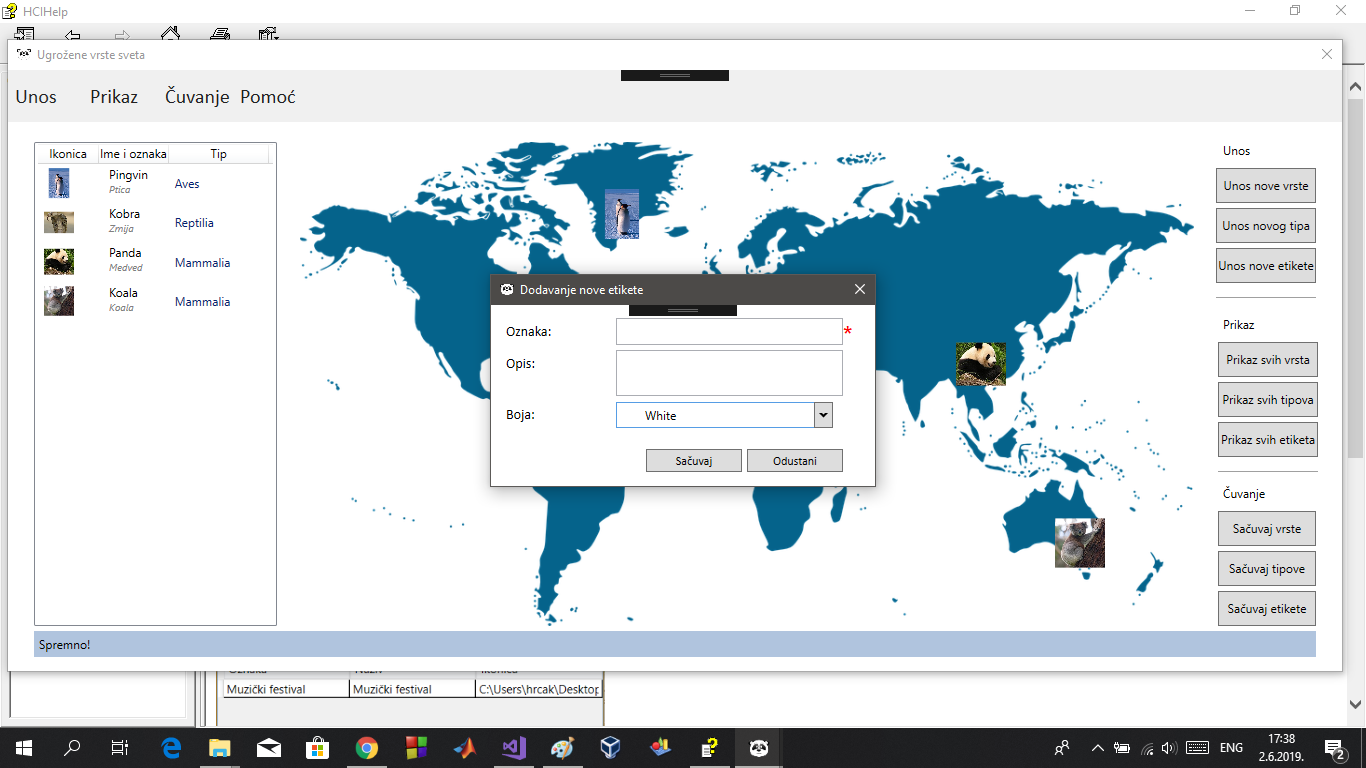 HCIHelp
Ugrožene vrste sveta
Unos Prikaz Čuvanje Pomoć
Ikonica Ime i oznaka Tip
Pingvin
Ptica
Aves
Kobra
Zmija
Reptilia
Panda
Medved
Mammalia
Koala
Koala
Mammalia
Dodavanje nove etikete
Oznaka: *
Opis:
Boja: White
Sačuvaj Odustani
Unos
Unos nove vrste
Unos novog tipa
Unos nove etikete
Prikaz
Prikaz svih vrsta
Prikaz svih tipova
Prikaz svih etiketa
Čuvanje
Sačuvaj vrste
Sačuvaj tipove
Sačuvaj etikete
Spremno!
Oznaka Naziv Ikonica
Muzički festival Muzički festival C:\Users\hrcak\Desktop
ENG
17:38
2.6.2019.
2